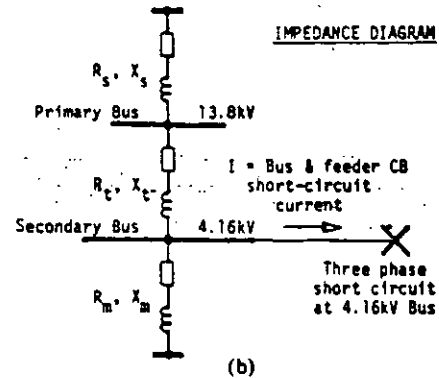 IMPEDANCE DIAGRAM
Rs, Xs
Primary Bus 13.8kV
Rt, Xt
I = Bus & feeder CB
short-circuit
current
Secondary Bus 4.16kV
Three phase
short circuit
at 4.16kV Bus
Rm, Xm
(b)